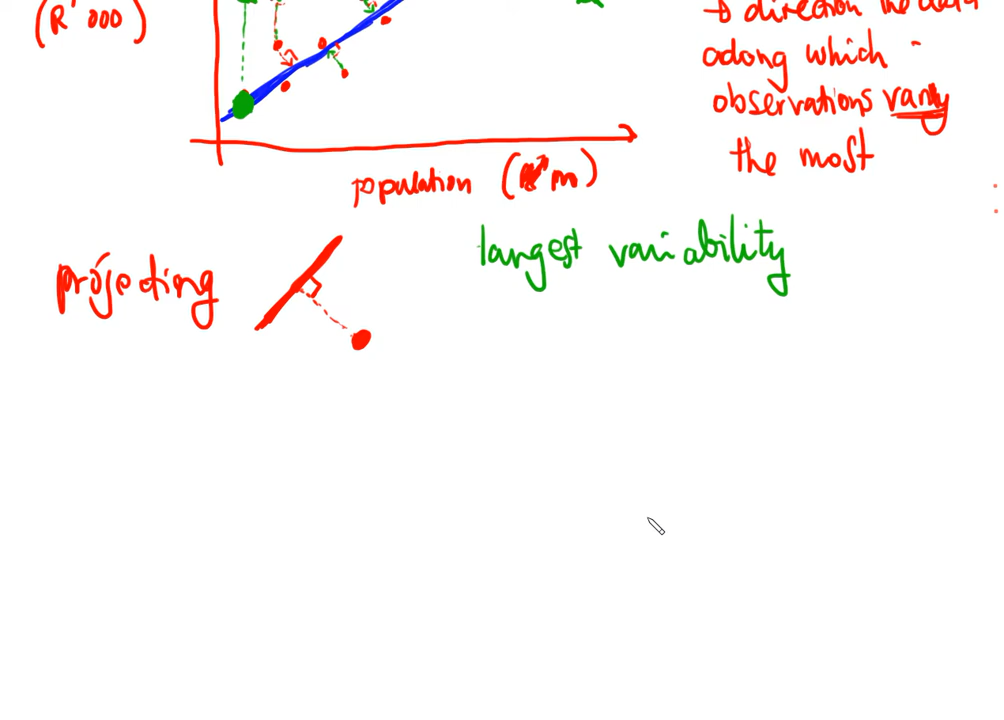 (R' 000)
→ direction the data
along which -
observations vary
the most
population ( m)
projecting
largest variability